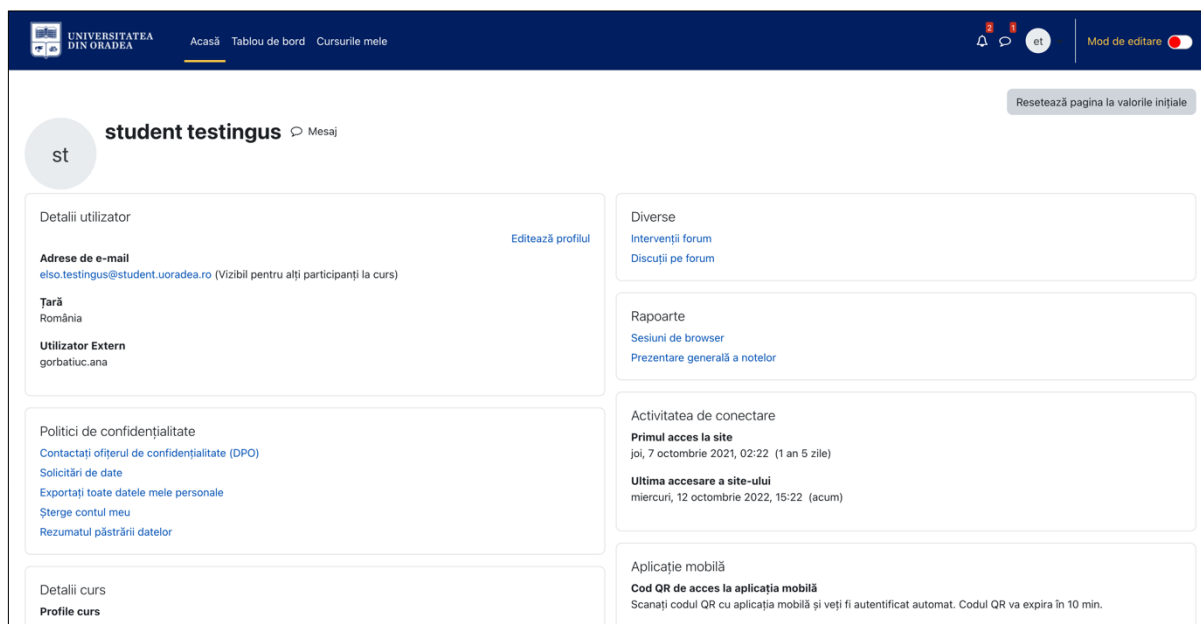 UNIVERSITATEA
DIN ORADEA
Acasă Tablou de bord Cursurile mele
2 1
et
Mod de editare
Resetează pagina la valorile inițiale
st
student testingus Mesaj
Detalii utilizator
Editează profilul
Adrese de e-mail
elso.testingus@student.uoradea.ro (Vizibil pentru alți participanți la curs)
Țară
România
Utilizator Extern
gorbatiuc.ana
Politici de confidențialitate
Contactați ofițerul de confidențialitate (DPO)
Solicitări de date
Exportați toate datele mele personale
Șterge contul meu
Rezumatul păstrării datelor
Detalii curs
Profile curs
Diverse
Intervenții forum
Discuții pe forum
Rapoarte
Sesiuni de browser
Prezentare generală a notelor
Activitatea de conectare
Primul acces la site
joi, 7 octombrie 2021, 02:22 (1 an 5 zile)
Ultima accesare a site-ului
miercuri, 12 octombrie 2022, 15:22 (acum)
Aplicație mobilă
Cod QR de acces la aplicația mobilă
Scanați codul QR cu aplicația mobilă și veți fi autentificat automat. Codul QR va expira în 10 min.